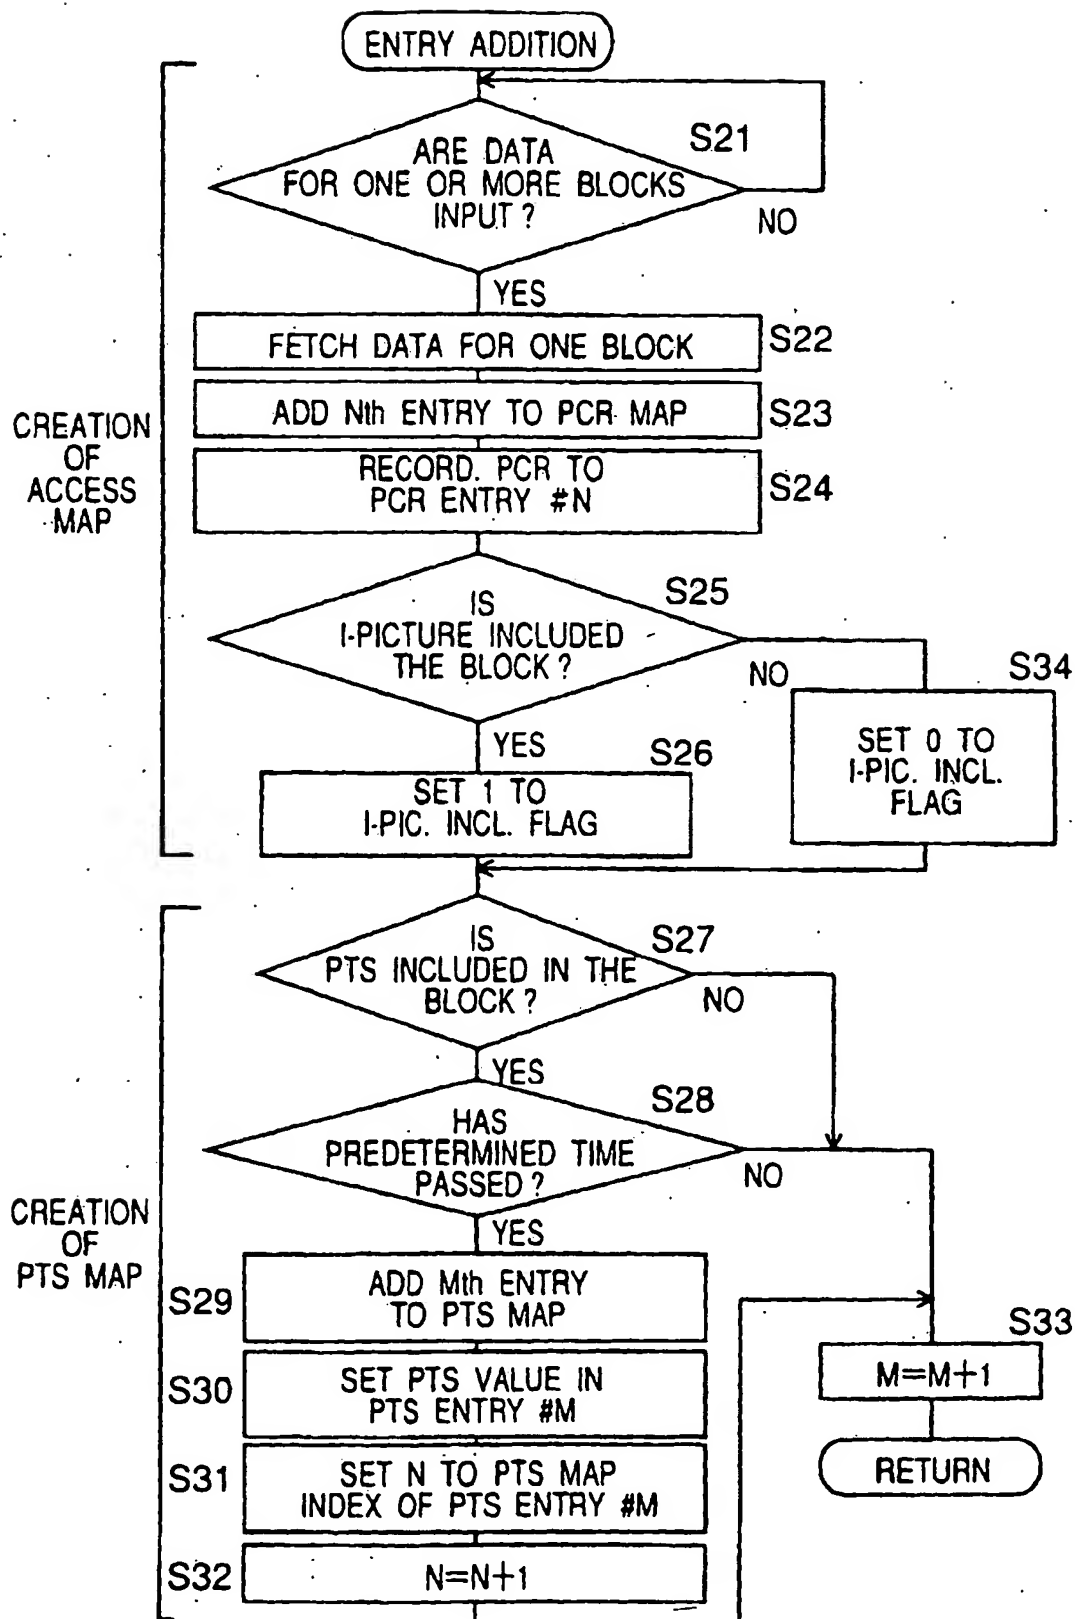 ENTRY ADDITION
S21
ARE DATA
FOR ONE OR MORE BLOCKS
INPUT ?
NO
YES
FETCH DATA FOR ONE BLOCK
S22
ADD Nth ENTRY TO PCR MAP
S23
RECORD. PCR TO
PCR ENTRY #N
S24
CREATION
OF
ACCESS
MAP
S25
IS
I-PICTURE INCLUDED
THE BLOCK ?
NO
YES
S34
SET 0 TO
I-PIC. INCL.
FLAG
S26
SET 1 TO
I-PIC. INCL. FLAG
S27
IS
PTS INCLUDED IN THE
BLOCK ?
NO
YES
S28
HAS
PREDETERMINED TIME
PASSED ?
NO
YES
CREATION
OF
PTS MAP
S29
ADD Mth ENTRY
TO PTS MAP
S30
SET PTS VALUE IN
PTS ENTRY #M
S31
SET N TO PTS MAP
INDEX OF PTS ENTRY #M
S32
N=N+1
S33
M=M+1
RETURN